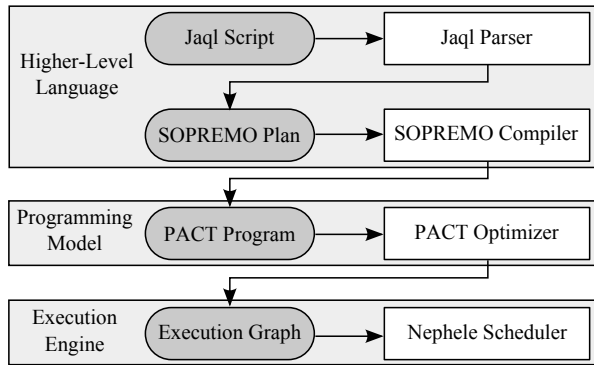 Higher-Level
Language
Jaql Script
Jaql Parser
SOPREMO Plan
SOPREMO Compiler
Programming
Model
PACT Program
PACT Optimizer
Execution
Engine
Execution Graph
Nephele Scheduler